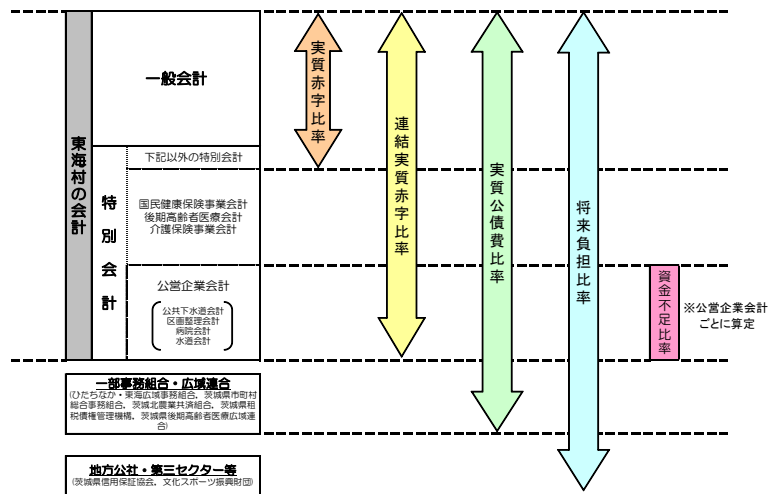 東海村の会計
一般会計
特別会計
下記以外の特別会計
国民健康保険事業会計
後期高齢者医療会計
介護保険事業会計
公営企業会計
公共下水道会計
区画整理会計
病院会計
水道会計
一部事務組合・広域連合
(ひたちなか・東海広域事務組合，茨城県市町村
総合事務組合，茨城北農業共済組合，茨城県租
税債権管理機構，茨城県後期高齢者医療広域連
合)
地方公社・第三セクター等
(茨城県信用保証協会，文化スポーツ振興財団)
実質赤字比率
連結実質赤字比率
実質公債費比率
将来負担比率
資金不足比率
※公営企業会計
ごとに算定